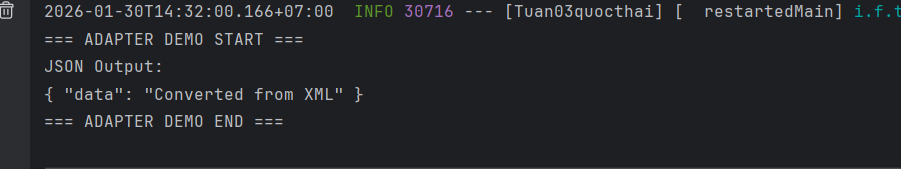 2026-01-30T14:32:00.166+07:00  INFO 30716 --- [Tuan03quocthai] [  restartedMain] i.f.t
=== ADAPTER DEMO START ===
JSON Output:
{ "data": "Converted from XML" }
=== ADAPTER DEMO END ===